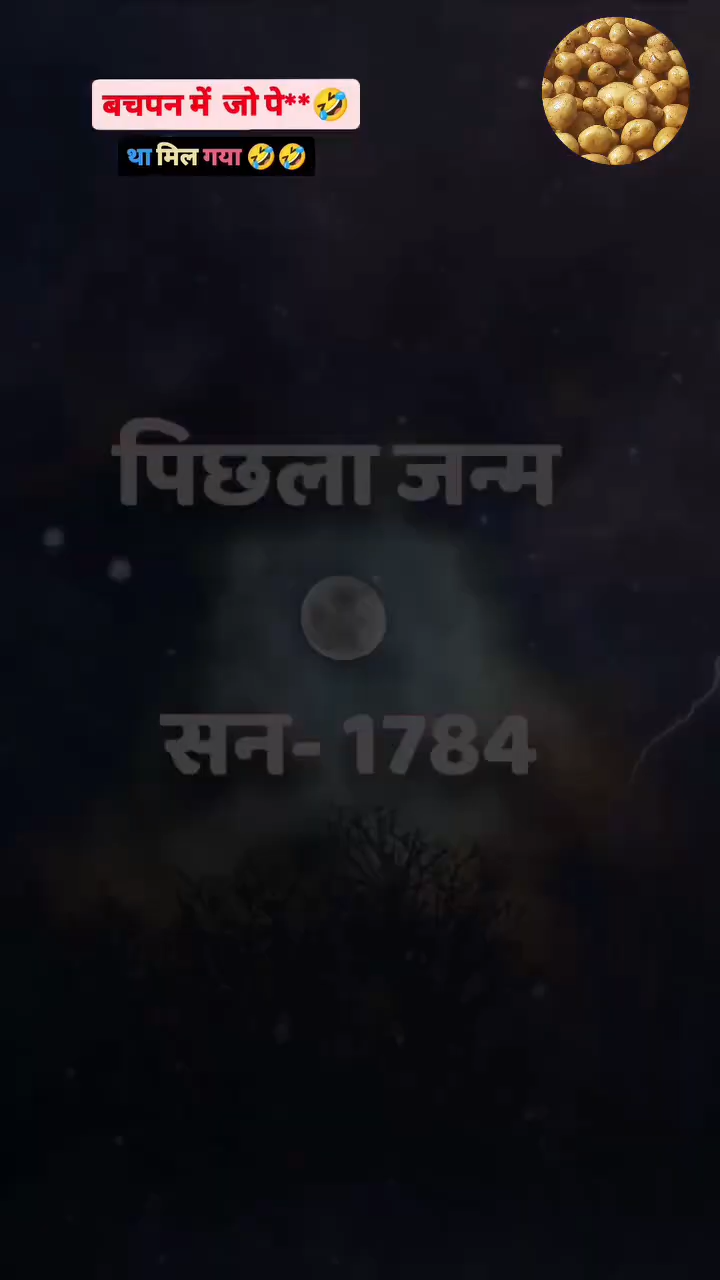 बचपन में जो पे**🤣
था मिल गया 🤣🤣
पिछला जन्म
सन- 1784